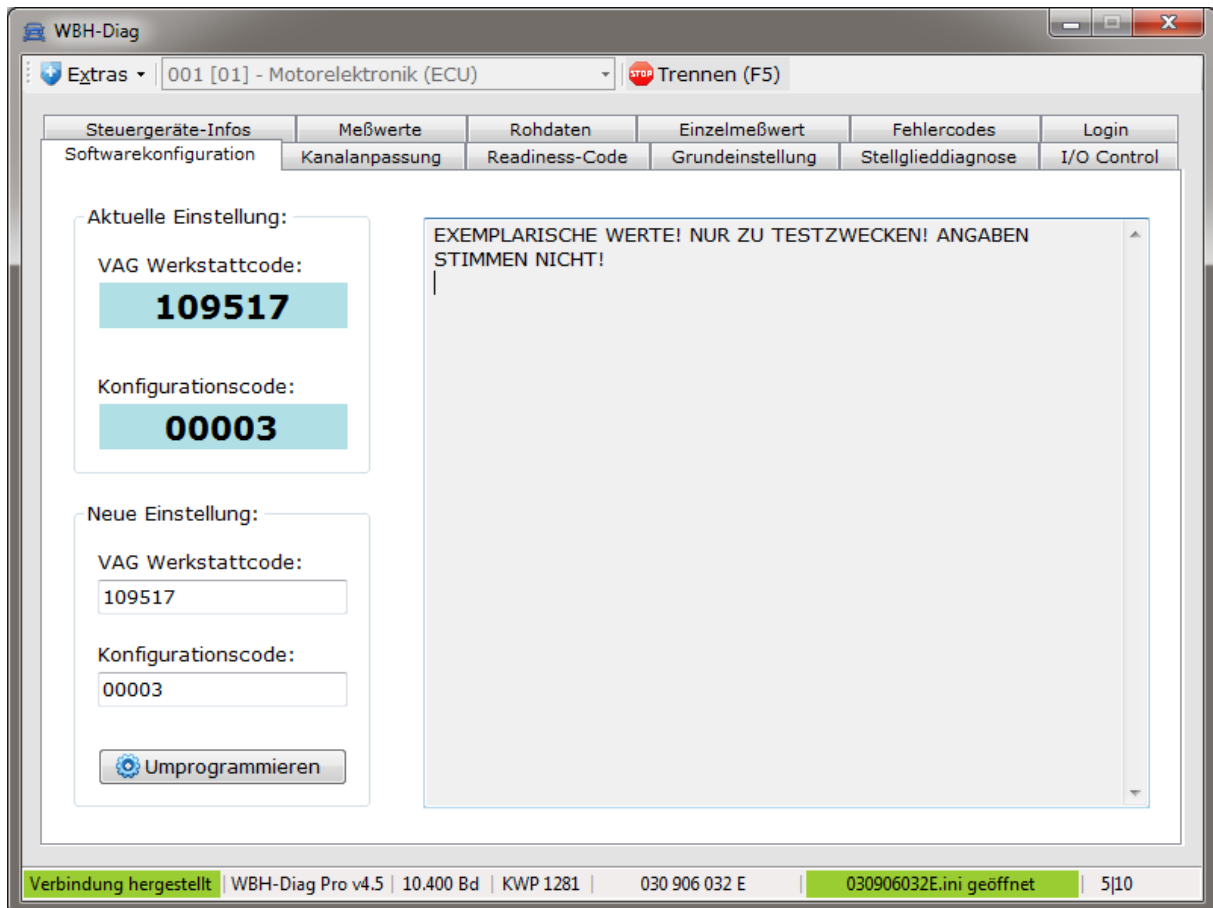 WBH-Diag
Extras 001 [01] - Motorelektronik (ECU) STOP Trennen (F5)
Steuergeräte-Infos Meßwerte Rohdaten Einzelmeßwert Fehlercodes Login
Softwarekonfiguration Kanalanpassung Readiness-Code Grundeinstellung Stellglieddiagnose I/O Control
Aktuelle Einstellung:
VAG Werkstattcode:
109517
Konfigurationscode:
00003
Neue Einstellung:
VAG Werkstattcode:
109517
Konfigurationscode:
00003
Umprogrammieren
EXEMPLARISCHE WERTE! NUR ZU TESTZWECKEN! ANGABEN
STIMMEN NICHT!
Verbindung hergestellt WBH-Diag Pro v4.5 10.400 Bd KWP 1281 030 906 032 E 030906032E.ini geöffnet 5|10